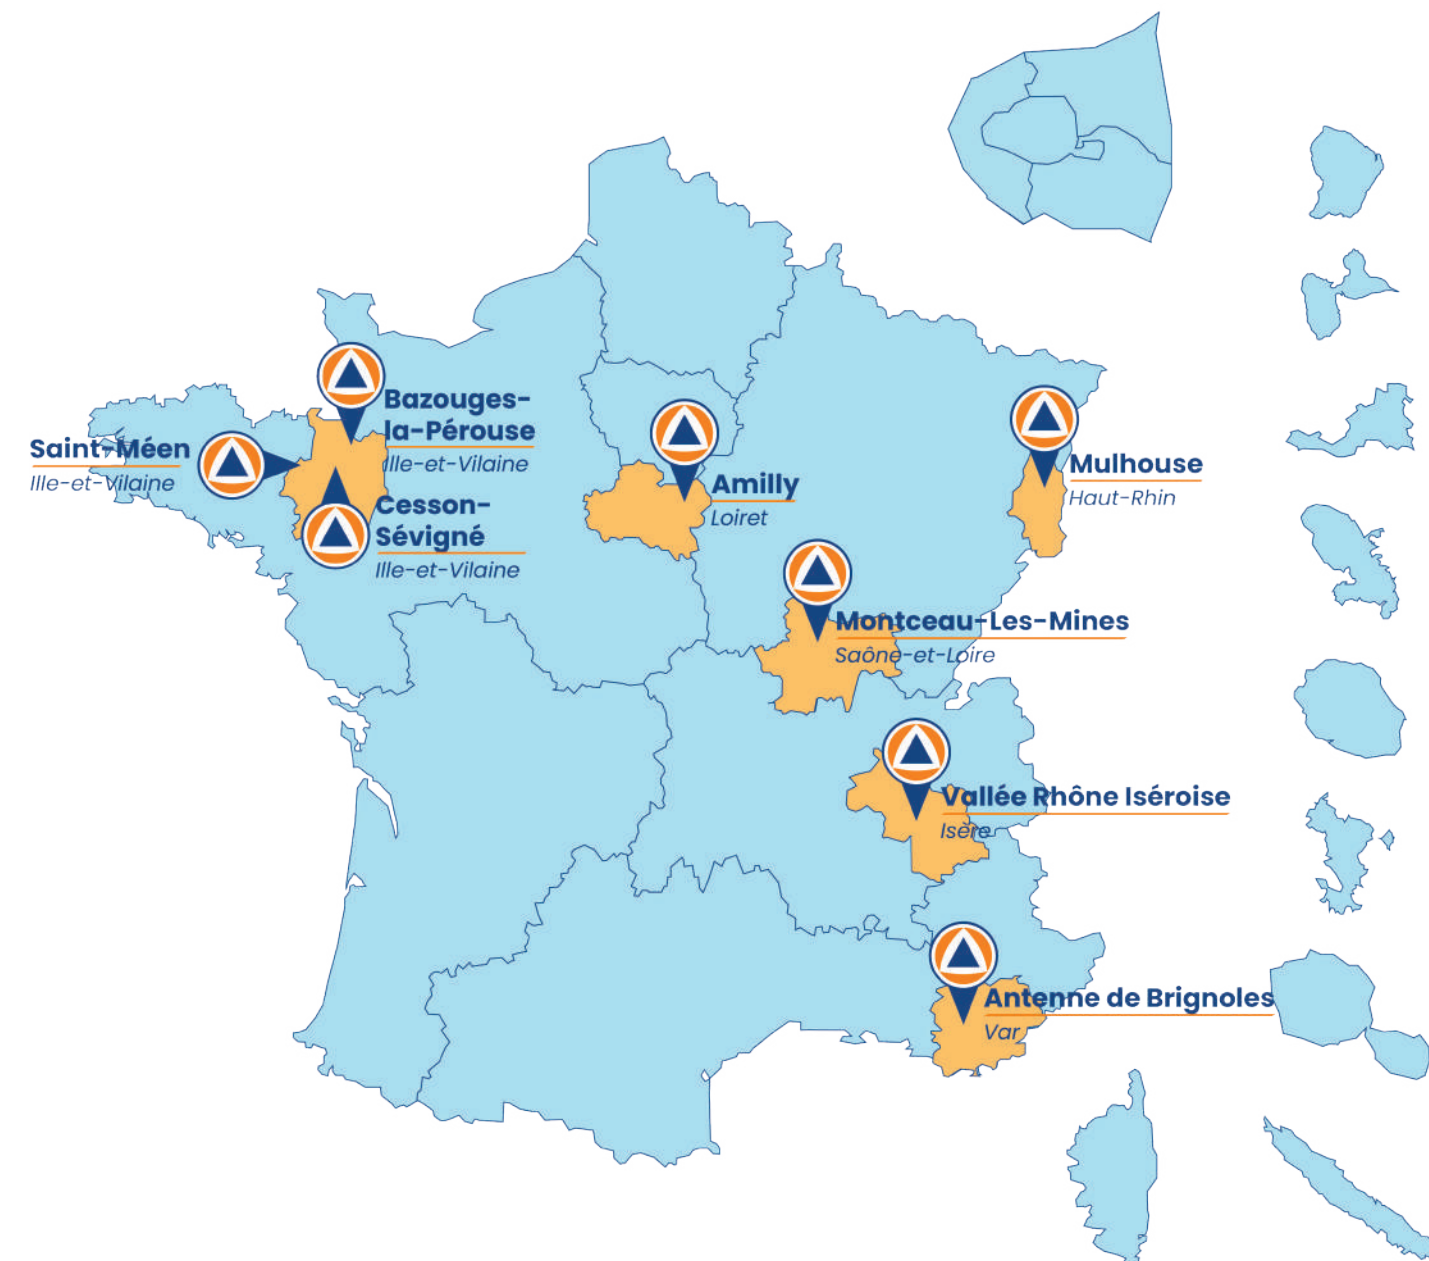 Bazouges-
la-Pérouse
Ille-et-Vilaine
Saint-Méen
Ille-et-Vilaine
Cesson-
Sévigné
Ille-et-Vilaine
Amilly
Loiret
Mulhouse
Haut-Rhin
Montceau-Les-Mines
Saône-et-Loire
Vallée Rhône Iséroise
Isère
Antenne de Brignoles
Var